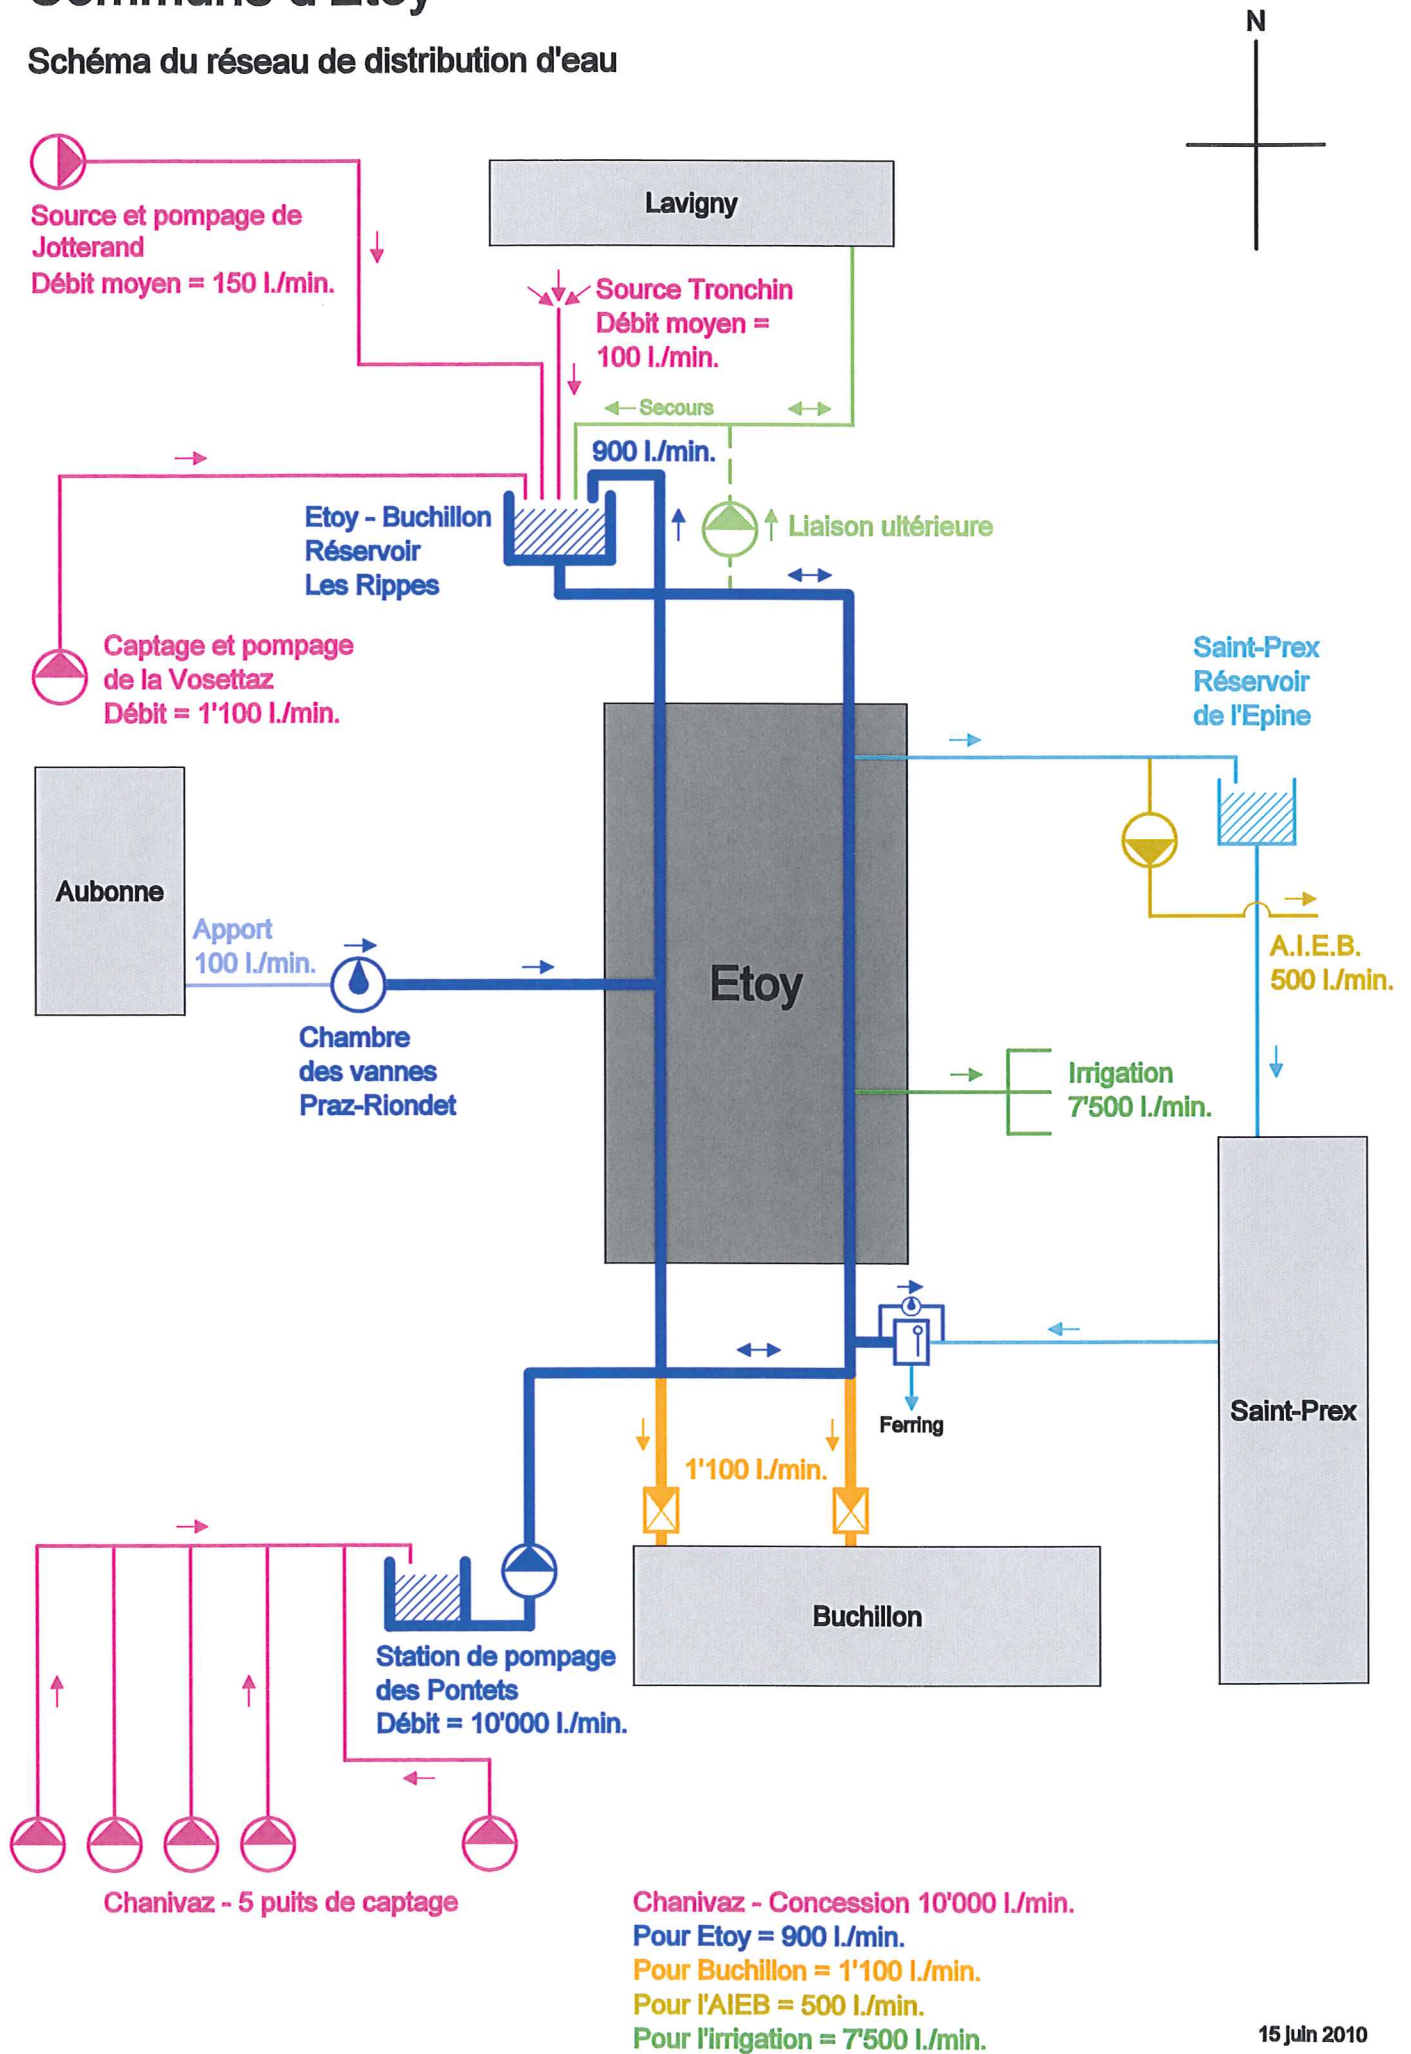 Commune d'Etoy
Schéma du réseau de distribution d'eau
N
Source et pompage de
Jotterand
Débit moyen = 150 l./min.
Lavigny
Source Tronchin
Débit moyen =
100 l./min.
Secours
900 l./min.
Etoy - Buchillon
Réservoir
Les Rippes
Liaison ultérieure
Captage et pompage
de la Vosettaz
Débit = 1'100 l./min.
Saint-Prex
Réservoir
de l'Epine
Aubonne
Apport
100 l./min.
Etoy
A.I.E.B.
500 l./min.
Chambre
des vannes
Praz-Riondet
Irrigation
7'500 l./min.
Ferring
Saint-Prex
1'100 l./min.
Buchillon
Station de pompage
des Pontets
Débit = 10'000 l./min.
Chanivaz - 5 puits de captage
Chanivaz - Concession 10'000 l./min.
Pour Etoy = 900 l./min.
Pour Buchillon = 1'100 l./min.
Pour l'AIEB = 500 l./min.
Pour l'irrigation = 7'500 l./min.
15 juin 2010